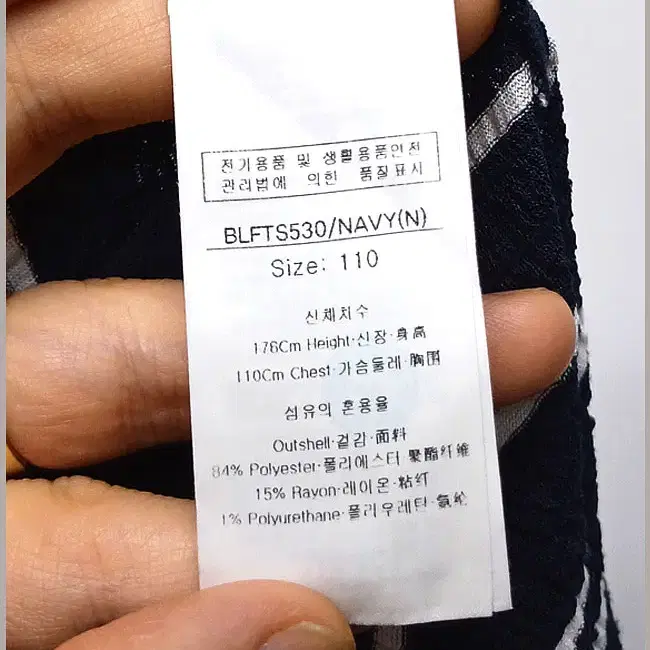 전기용품 및 생활용품안전
관리법에 의힌 품질표시
BLFTS530/NAVY(N)
Size: 110
신체치수
176Cm Height·신장·身高
110Cm Chest·가슴둘레·胸围
섬유의 혼용율
Outshell·겉감·面料
84% Polyester·폴리에스터 聚酯纤维
15% Rayon·레이온·粘纤
1% Polyurethane·폴리우레탄·氨纶